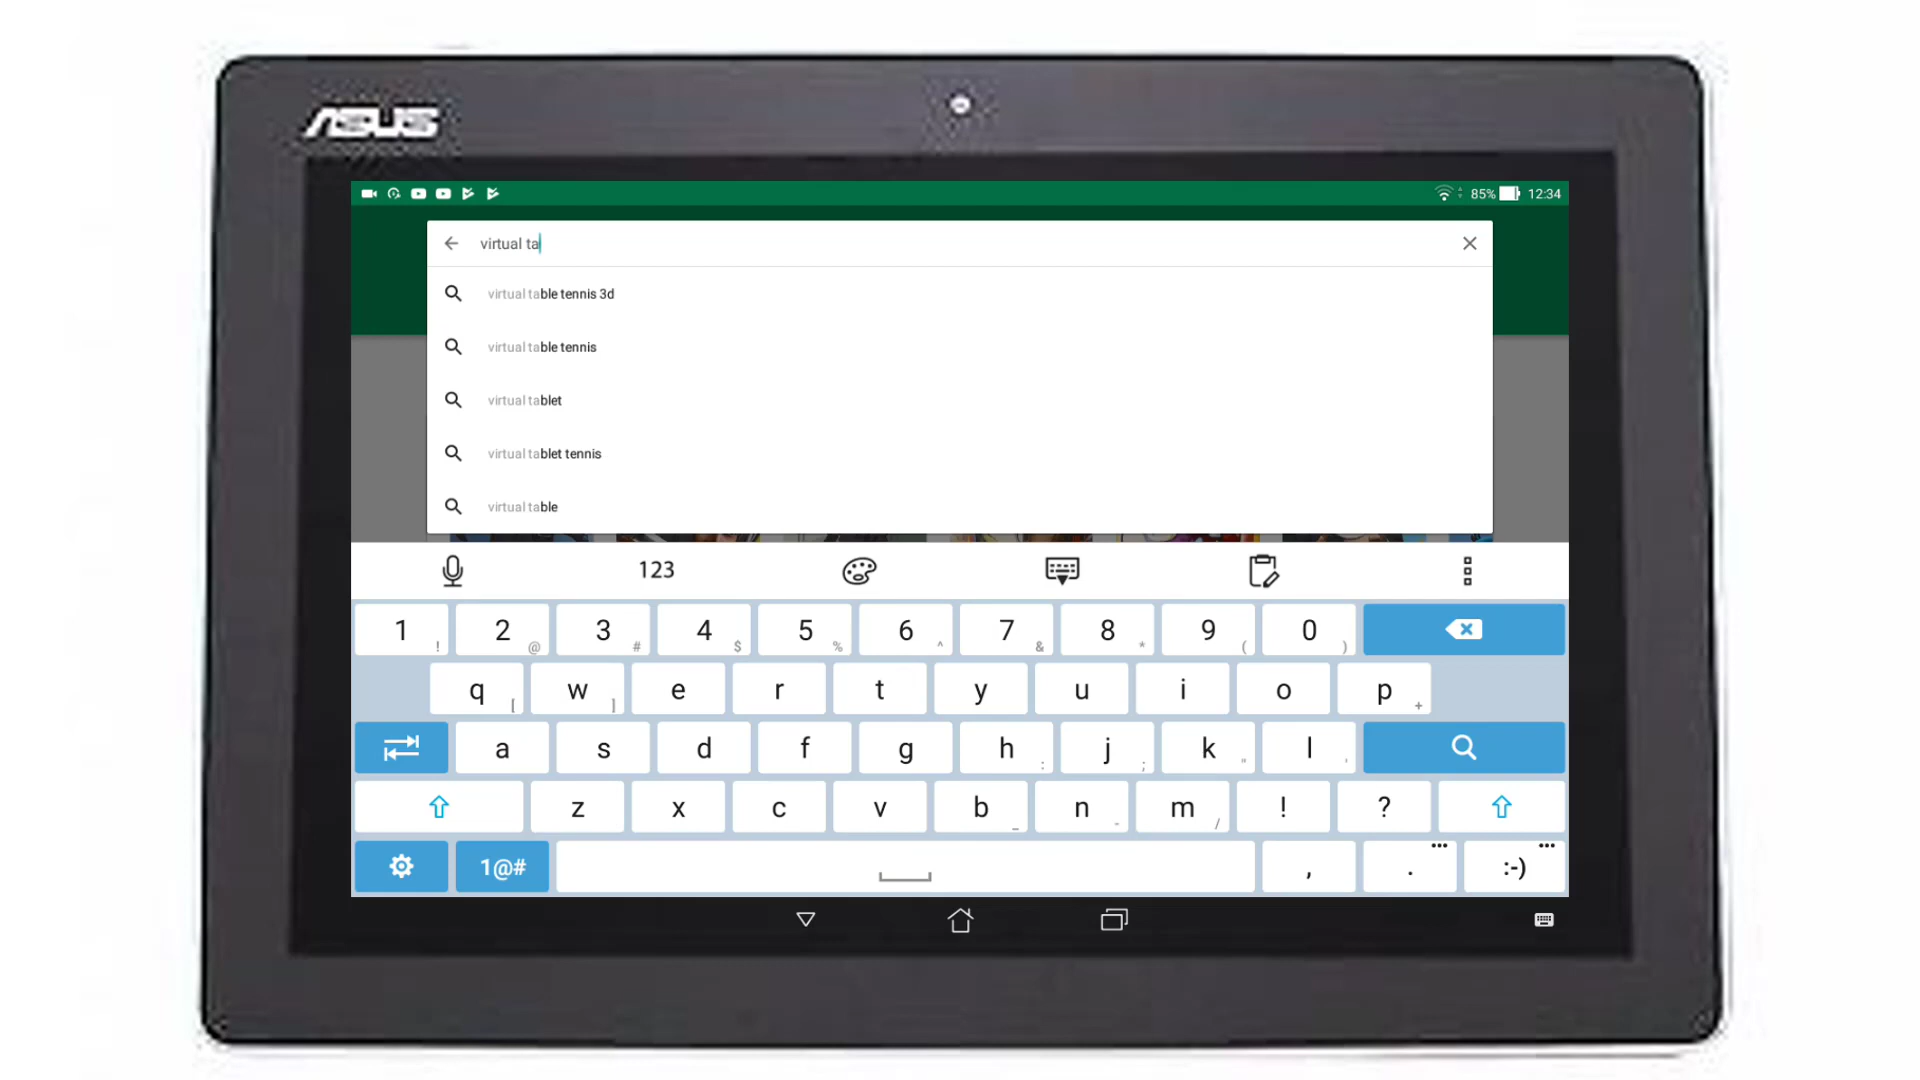 ASUS
85% 12:34
virtual ta
virtual table tennis 3d
virtual table tennis
virtual tablet
virtual tablet tennis
virtual table
123
1 ! 2 @ 3 # 4 $ 5 % 6 ^ 7 & 8 * 9 ( 0 )
q [ w ] e r t y u i o p +
a s d f g h : j ; k " l '
z x c v b _ n - m / ! ?
1@# , . :-)